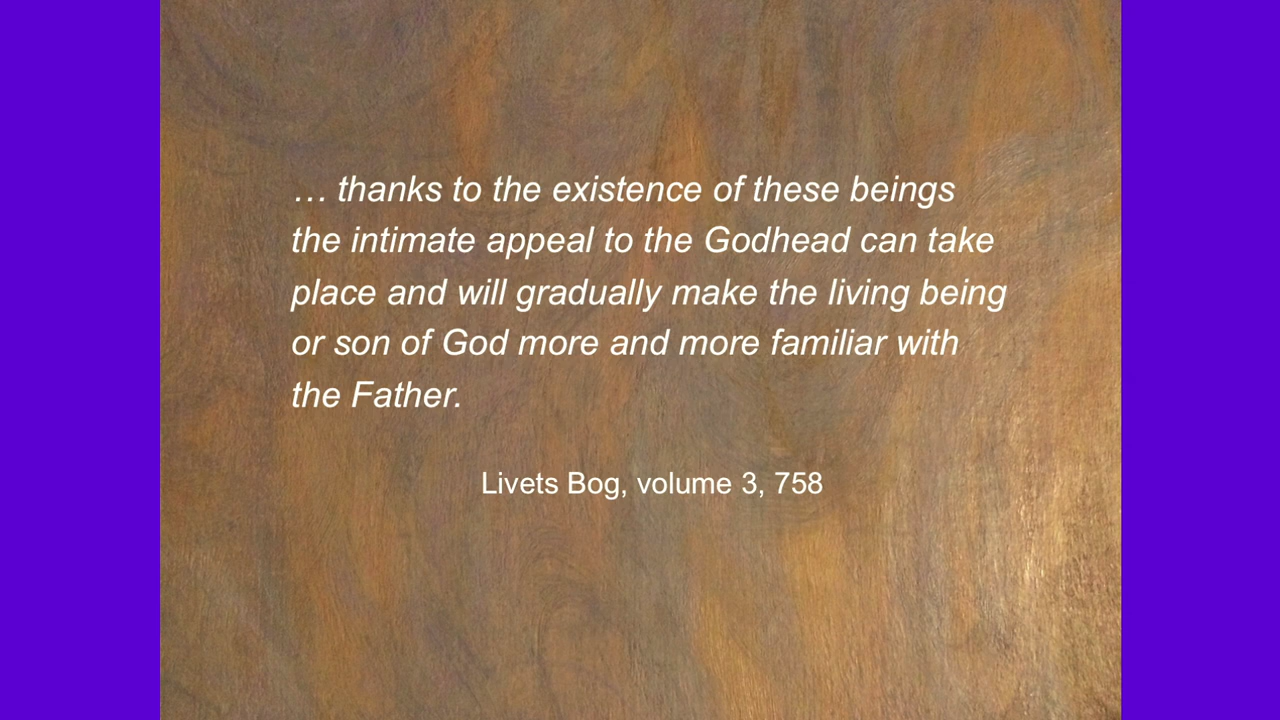 … thanks to the existence of these beings
the intimate appeal to the Godhead can take
place and will gradually make the living being
or son of God more and more familiar with
the Father.
Livets Bog, volume 3, 758